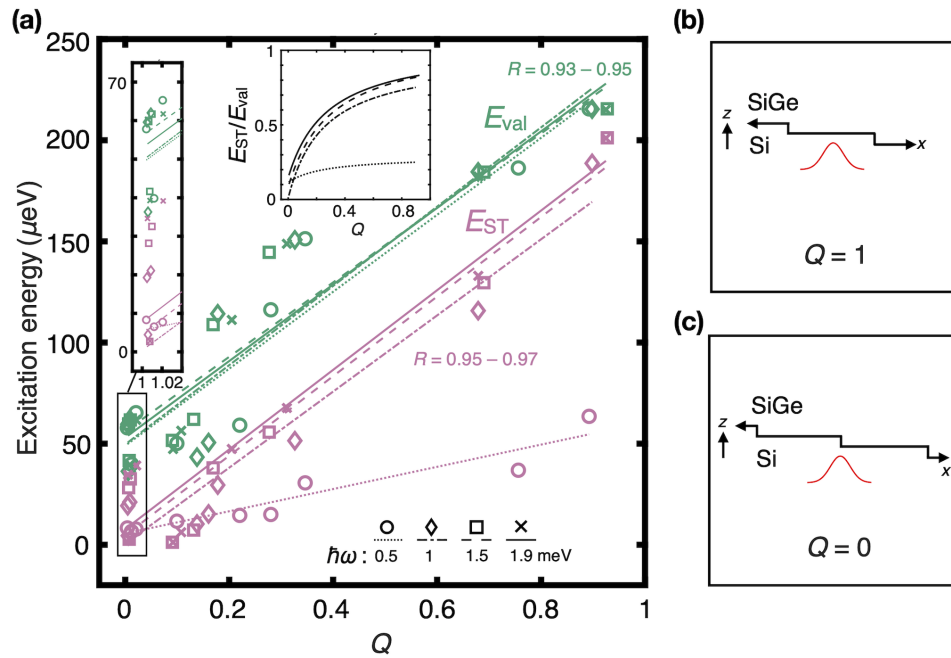 (a)
250
200
150
100
50
0
Excitation energy (μeV)
0 0.2 0.4 0.6 0.8 1
Q
70
0
1 1.02
1
0.5
0
E_ST/E_val
0 0.4 0.8
Q
R = 0.93 − 0.95
E_val
E_ST
R = 0.95 − 0.97
ħω : 0.5 1 1.5 1.9 meV
(b)
SiGe
z
Si
x
Q = 1
(c)
SiGe
z
Si
x
Q = 0